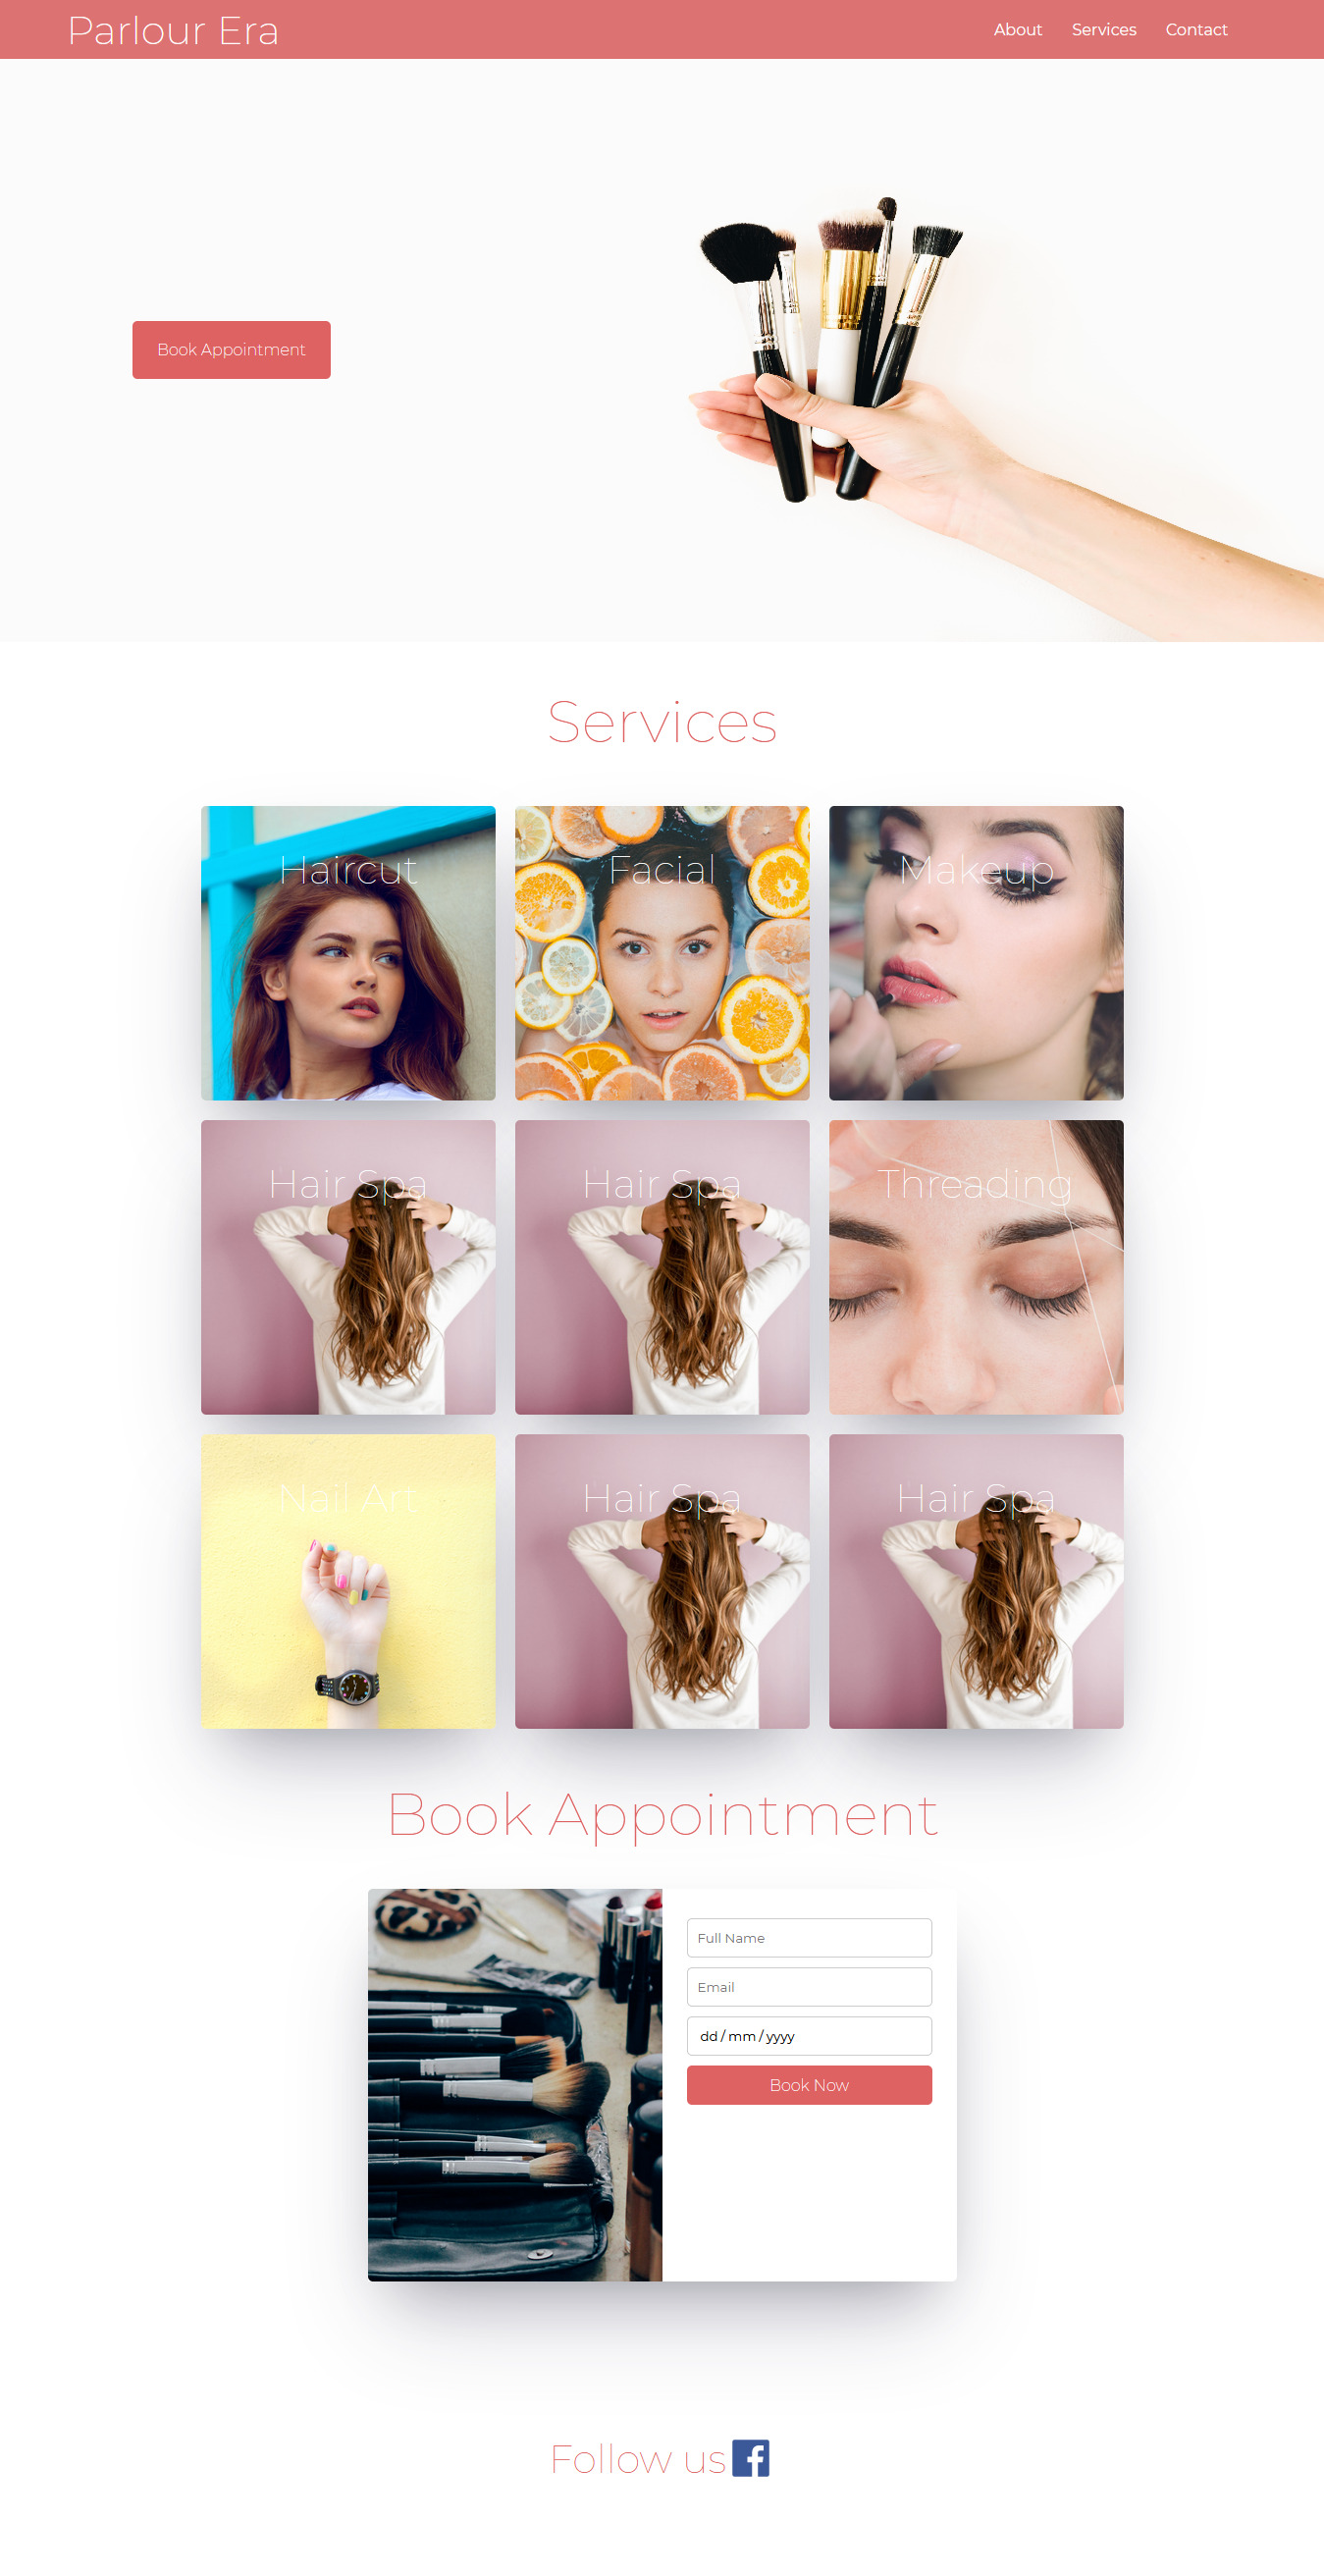 Parlour Era
About Services Contact
Book Appointment
Services
Haircut
Facial
Makeup
Hair Spa
Hair Spa
Threading
Nail Art
Hair Spa
Hair Spa
Book Appointment
Full Name
Email
dd / mm / yyyy
Book Now
Follow us